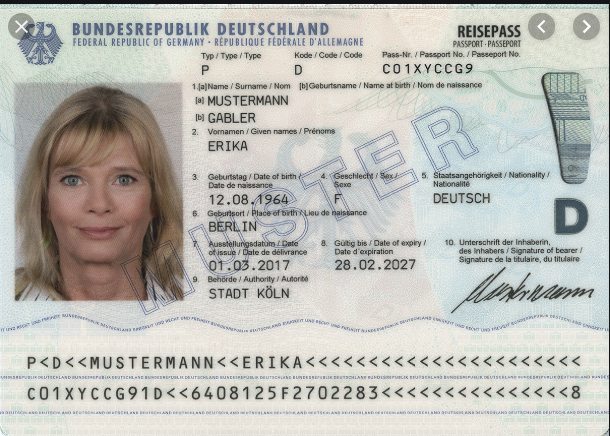 BUNDESREPUBLIK DEUTSCHLAND
FEDERAL REPUBLIC OF GERMANY · RÉPUBLIQUE FÉDÉRALE D'ALLEMAGNE
REISEPASS
PASSPORT · PASSEPORT
Typ / Type / Type Kode / Code / Code Pass-Nr. / Passport No. / Passeport No.
P D C01XYCCG9
1.[a] Name / Surname / Nom [b] Geburtsname / Name at birth / Nom de naissance
[a] MUSTERMANN
[b] GABLER
2. Vornamen / Given names / Prénoms
ERIKA
3. Geburtstag / Date of birth / Date de naissance
12.08.1964
4. Geschlecht / Sex / Sexe
F
5. Staatsangehörigkeit / Nationality / Nationalité
DEUTSCH
6. Geburtsort / Place of birth / Lieu de naissance
BERLIN
7. Ausstellungsdatum / Date of issue / Date de délivrance
01.03.2017
8. Gültig bis / Date of expiry / Date d'expiration
28.02.2027
9. Behörde / Authority / Autorité
STADT KÖLN
10. Unterschrift der Inhaberin, des Inhabers / Signature of bearer / Signature de la titulaire, du titulaire
Mustermann
D
MUSTER
P<D<<MUSTERMANN<<ERIKA<<<<<<<<<<<<<<<<<<<<<<
C01XYCCG91D<<6408125F2702283<<<<<<<<<<<<<<<8